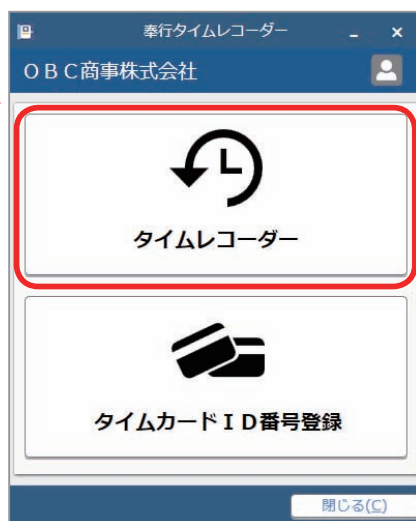 奉行タイムレコーダー
ＯＢＣ商事株式会社
タイムレコーダー
タイムカードＩＤ番号登録
閉じる(C)